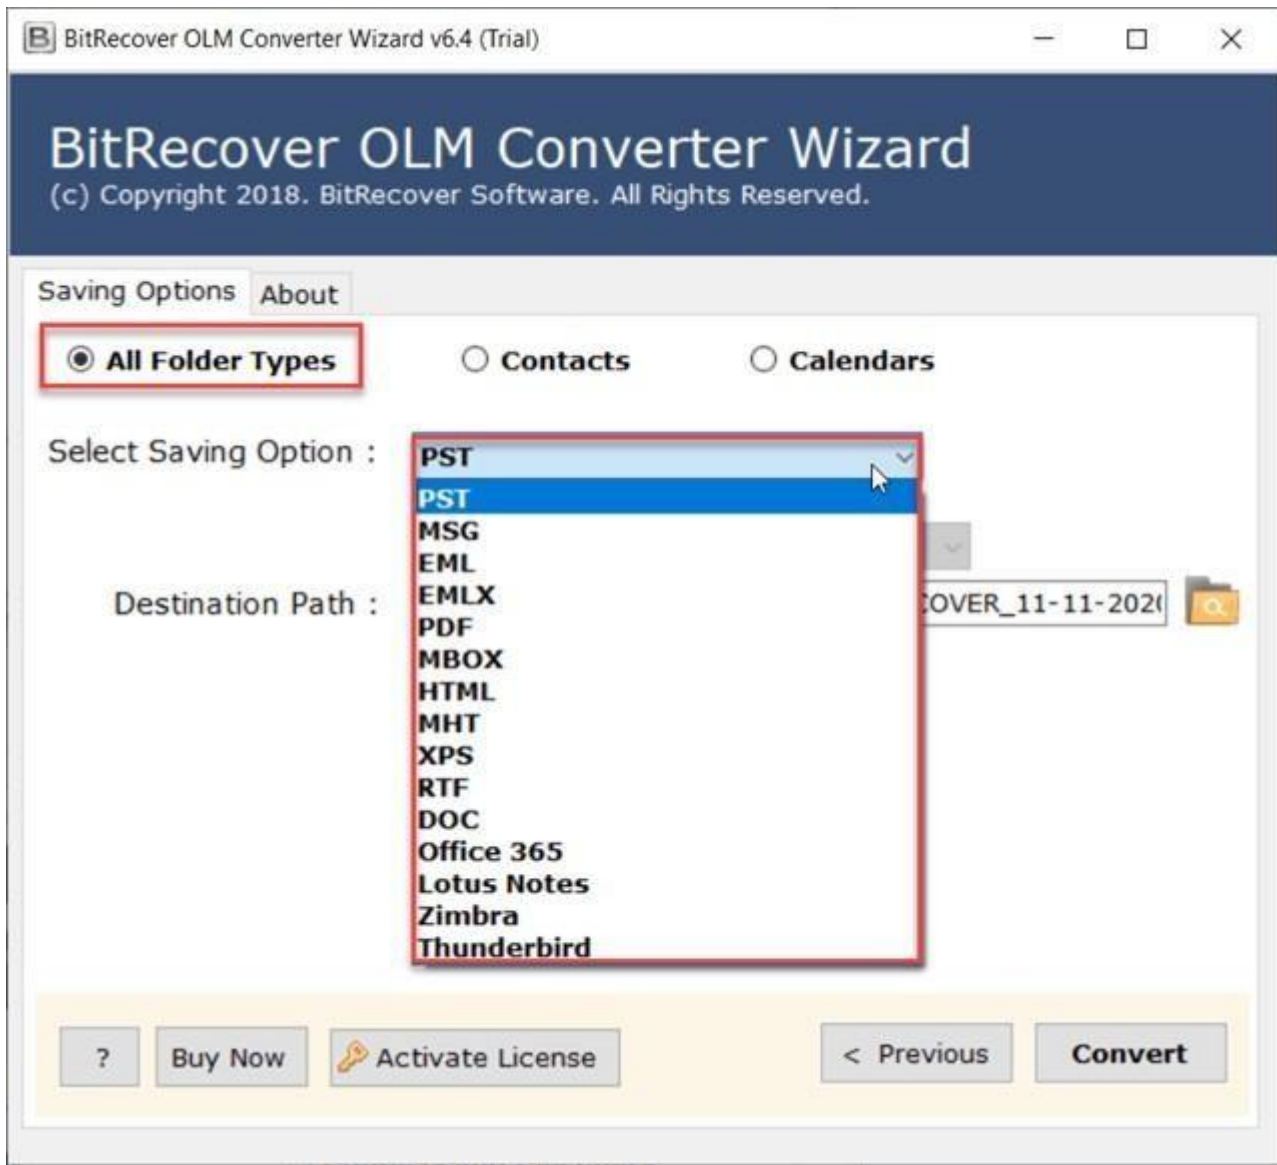 BitRecover OLM Converter Wizard v6.4 (Trial)
BitRecover OLM Converter Wizard
(c) Copyright 2018. BitRecover Software. All Rights Reserved.
Saving Options About
All Folder Types Contacts Calendars
Select Saving Option : PST
PST
MSG
EML
EMLX
PDF
MBOX
HTML
MHT
XPS
RTF
DOC
Office 365
Lotus Notes
Zimbra
Thunderbird
Destination Path : COVER_11-11-202(
? Buy Now Activate License < Previous Convert